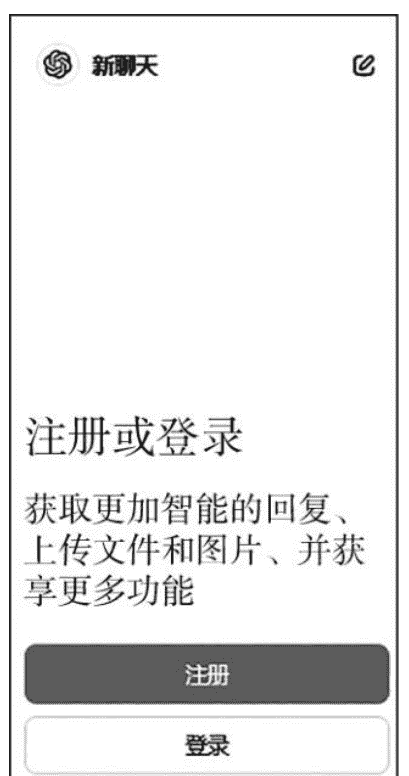 新聊天
注册或登录
获取更加智能的回复、
上传文件和图片、并获
享更多功能
注册
登录